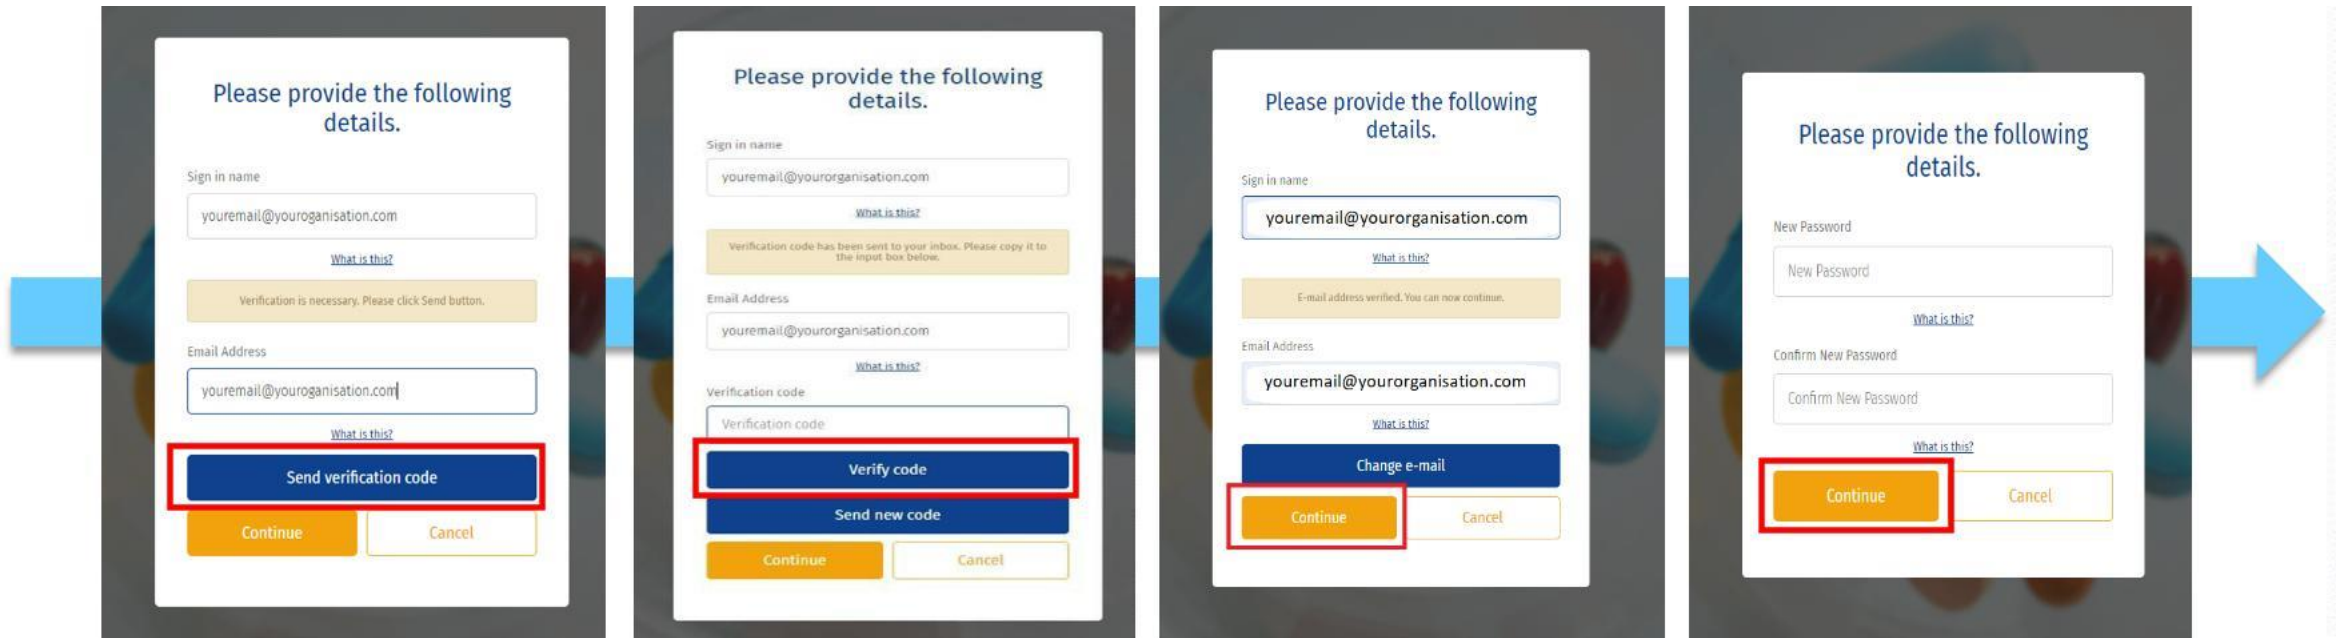 Please provide the following
details.
Sign in name
youremail@youroganisation.com
What is this?
Verification is necessary. Please click Send button.
Email Address
youremail@youroganisation.com
What is this?
Send verification code
Continue
Cancel
Please provide the following
details.
Sign in name
youremail@yourorganisation.com
What is this?
Verification code has been sent to your inbox. Please copy it to
the input box below.
Email Address
youremail@yourorganisation.com
What is this?
Verification code
Verification code
Verify code
Send new code
Continue
Cancel
Please provide the following
details.
Sign in name
youremail@yourorganisation.com
What is this?
E-mail address verified. You can now continue.
Email Address
youremail@yourorganisation.com
What is this?
Change e-mail
Continue
Cancel
Please provide the following
details.
New Password
New Password
What is this?
Confirm New Password
Confirm New Password
What is this?
Continue
Cancel